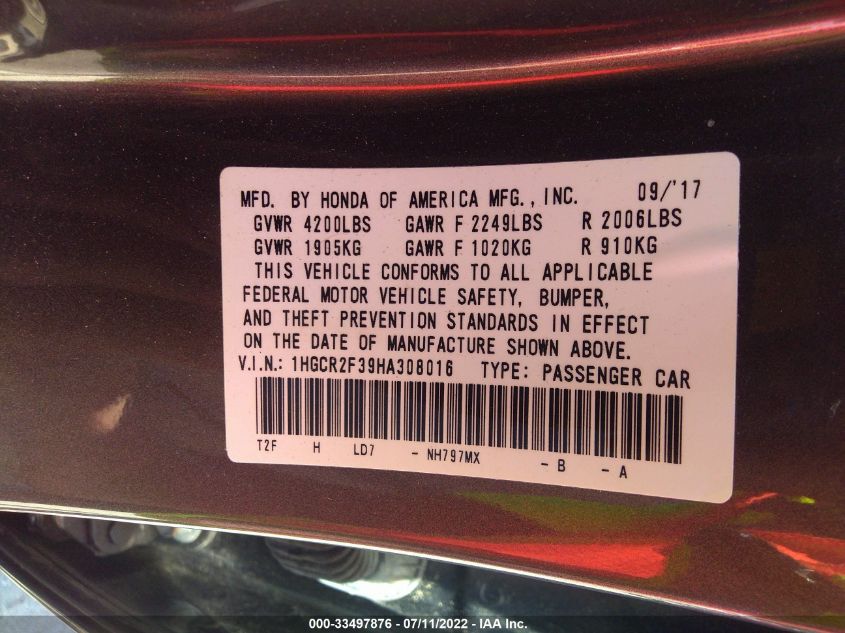 MFD. BY HONDA OF AMERICA MFG., INC. 09/'17
GVWR 4200LBS GAWR F 2249LBS R 2006LBS
GVWR 1905KG GAWR F 1020KG R 910KG
THIS VEHICLE CONFORMS TO ALL APPLICABLE
FEDERAL MOTOR VEHICLE SAFETY, BUMPER,
AND THEFT PREVENTION STANDARDS IN EFFECT
ON THE DATE OF MANUFACTURE SHOWN ABOVE.
V.I.N.: 1HGCR2F39HA308016 TYPE: PASSENGER CAR
T2F H LD7 - NH797MX - B - A
000-33497876 - 07/11/2022 - IAA Inc.